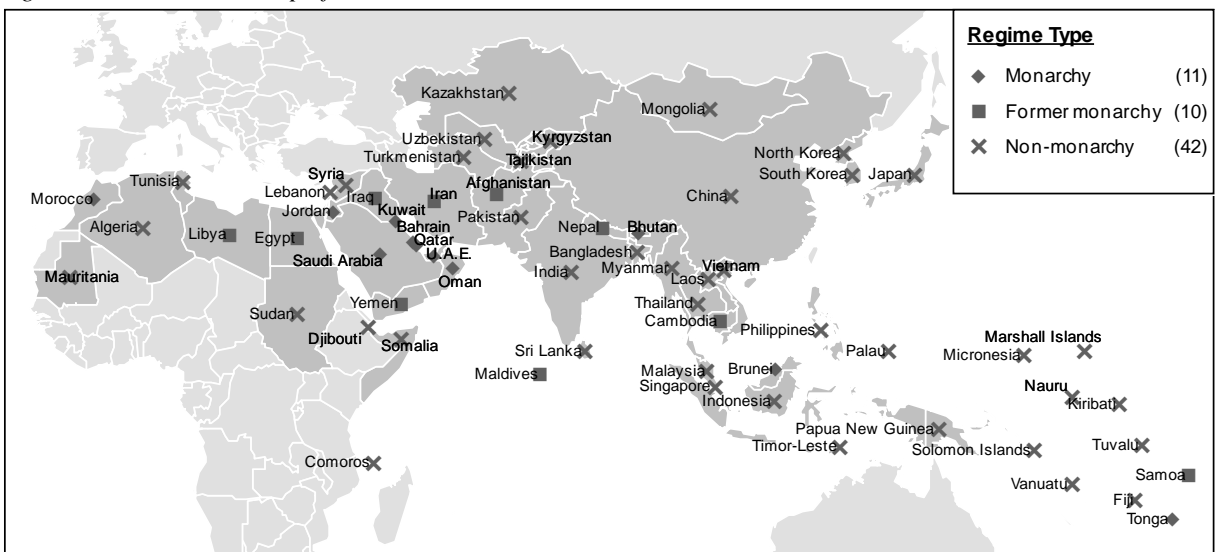 Regime Type
Monarchy (11)
Former monarchy (10)
Non-monarchy (42)
Kazakhstan
Mongolia
Uzbekistan
Kyrgyzstan
Turkmenistan
Tajikistan
North Korea
South Korea
Japan
Tunisia
Syria
Lebanon
Iraq
Iran
Afghanistan
China
Morocco
Jordan
Kuwait
Pakistan
Algeria
Libya
Egypt
Bahrain
Nepal
Bhutan
Qatar
Saudi Arabia
U.A.E.
Bangladesh
Mauritania
Oman
India
Myanmar
Vietnam
Laos
Yemen
Thailand
Sudan
Cambodia
Djibouti
Somalia
Philippines
Marshall Islands
Sri Lanka
Palau
Micronesia
Maldives
Malaysia
Brunei
Singapore
Nauru
Indonesia
Kiribati
Papua New Guinea
Timor-Leste
Solomon Islands
Tuvalu
Comoros
Samoa
Vanuatu
Fiji
Tonga